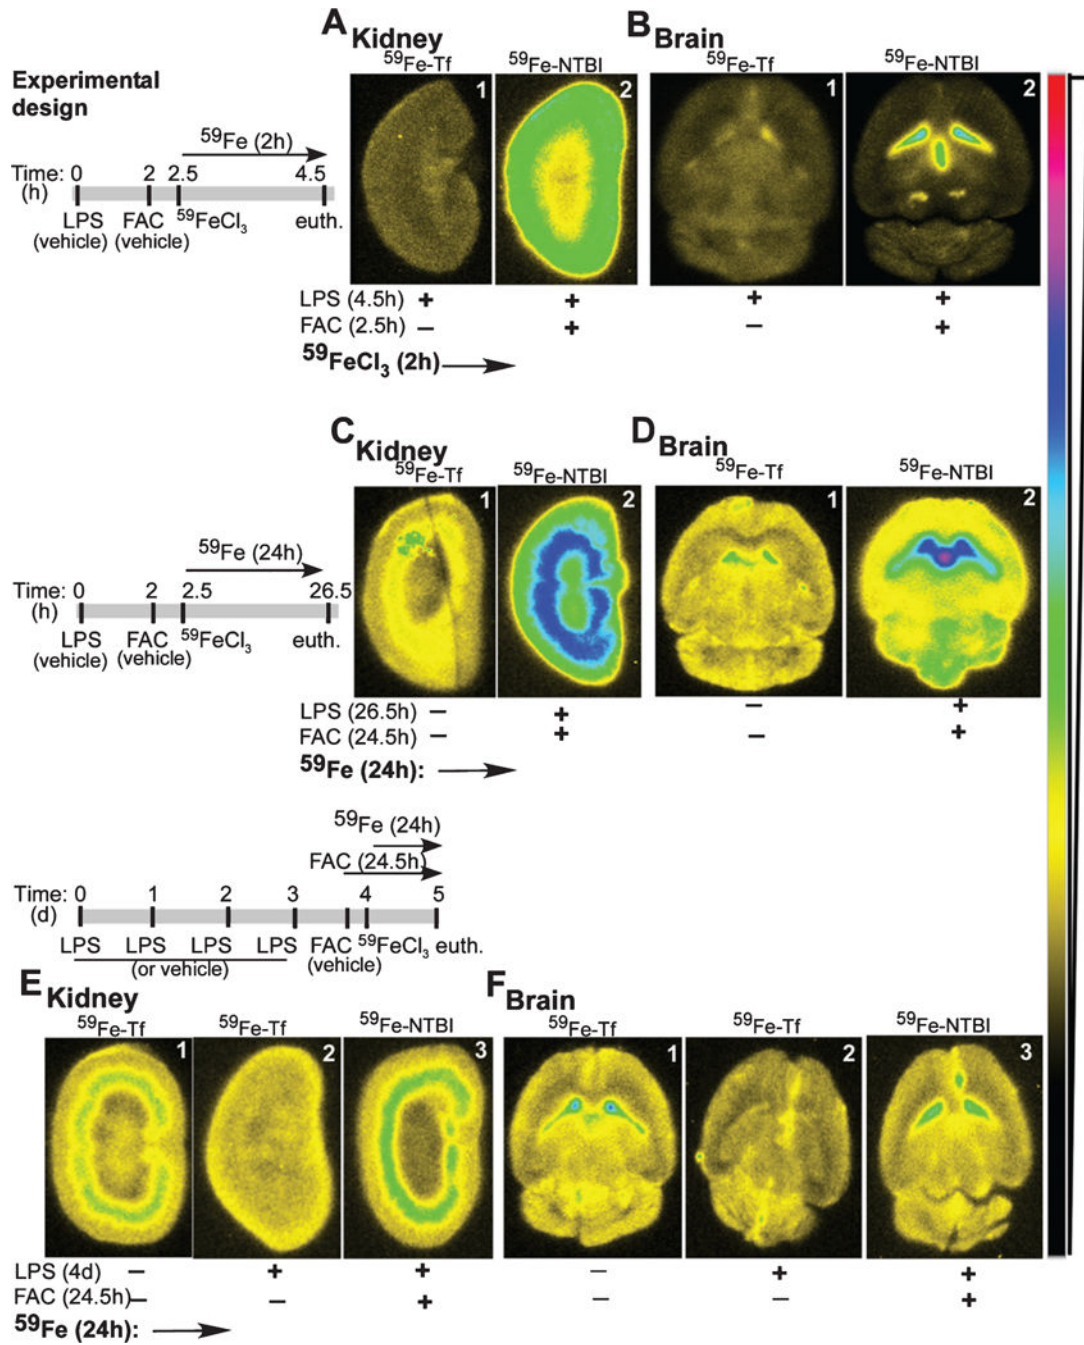 A Kidney
B Brain
⁵⁹Fe-Tf
⁵⁹Fe-NTBI
⁵⁹Fe-Tf
⁵⁹Fe-NTBI
1
2
1
2
Experimental
design
⁵⁹Fe (2h)
Time: 0 2 2.5 4.5
(h)
LPS FAC ⁵⁹FeCl₃ euth.
(vehicle) (vehicle)
LPS (4.5h) + + + +
FAC (2.5h) – + – +
⁵⁹FeCl₃ (2h)
C Kidney
D Brain
⁵⁹Fe-Tf
⁵⁹Fe-NTBI
⁵⁹Fe-Tf
⁵⁹Fe-NTBI
1
2
1
2
⁵⁹Fe (24h)
Time: 0 2 2.5 26.5
(h)
LPS FAC ⁵⁹FeCl₃ euth.
(vehicle) (vehicle)
LPS (26.5h) – + – +
FAC (24.5h) – + – +
⁵⁹Fe (24h):
⁵⁹Fe (24h)
FAC (24.5h)
Time: 0 1 2 3 4 5
(d)
LPS LPS LPS LPS FAC ⁵⁹FeCl₃ euth.
(or vehicle) (vehicle)
E Kidney
F Brain
⁵⁹Fe-Tf
⁵⁹Fe-Tf
⁵⁹Fe-NTBI
⁵⁹Fe-Tf
⁵⁹Fe-Tf
⁵⁹Fe-NTBI
1
2
3
1
2
3
LPS (4d) – + + – + +
FAC (24.5h) – – + – – +
⁵⁹Fe (24h):